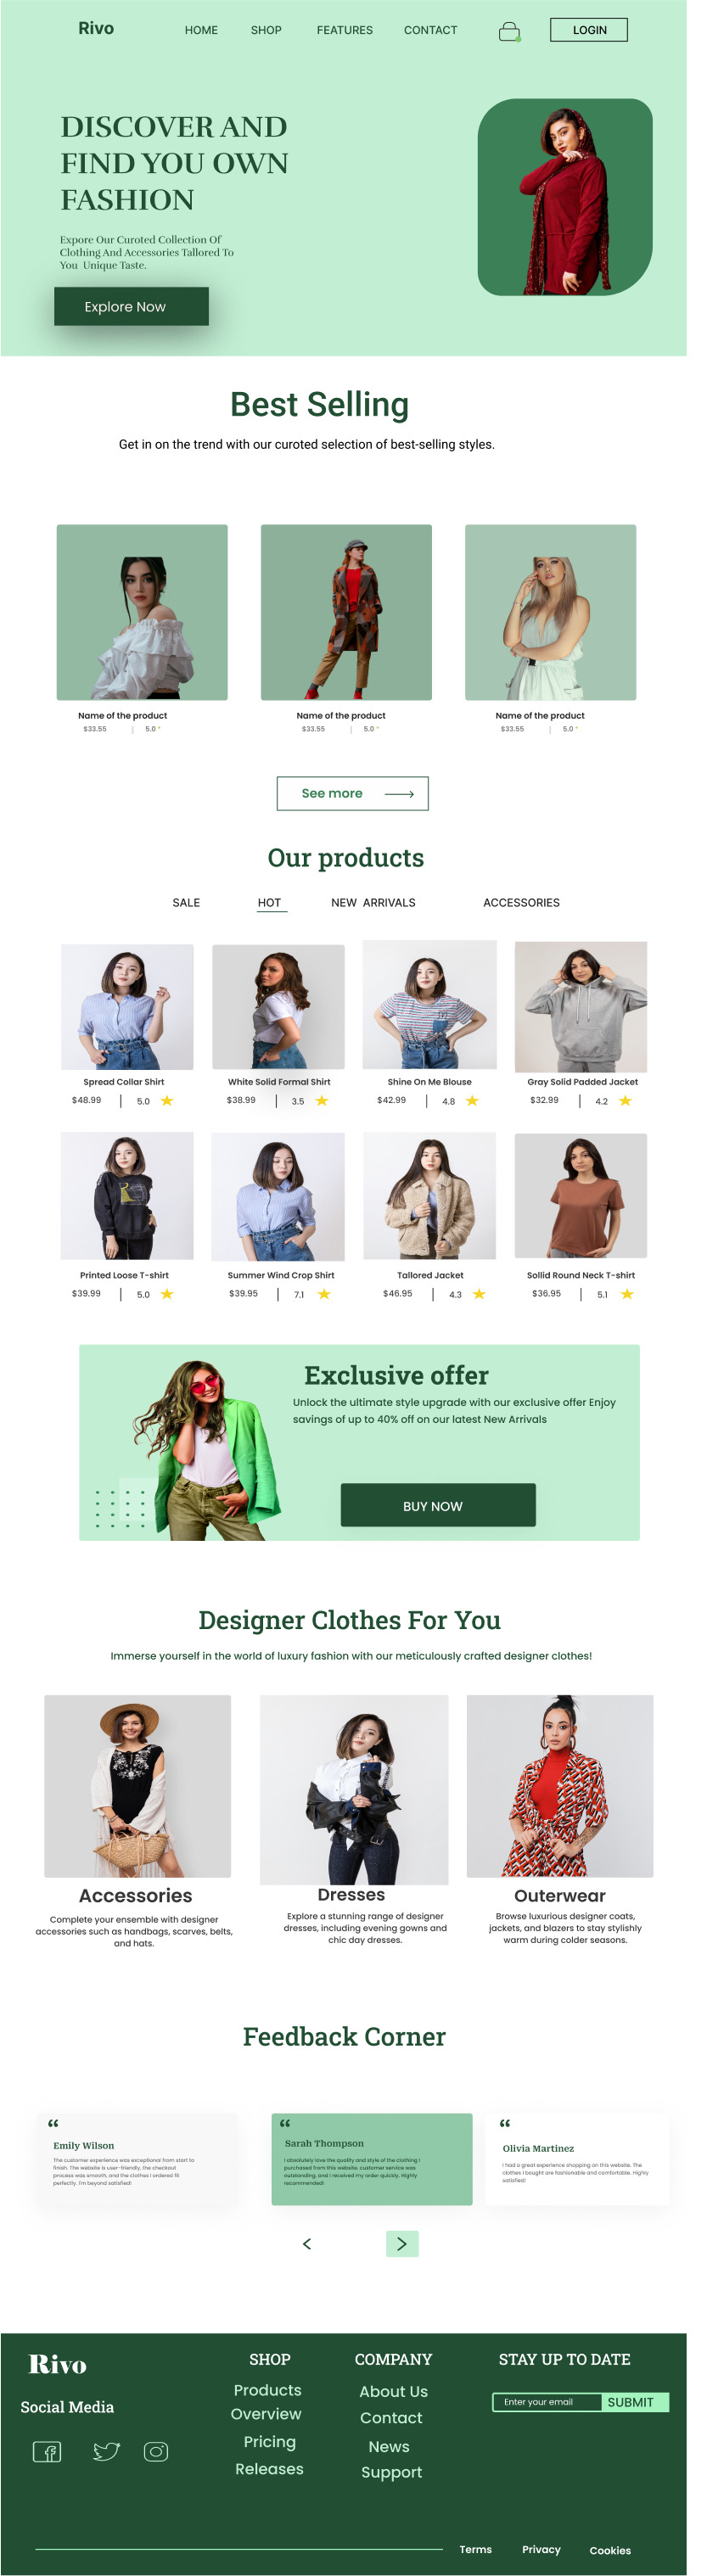 Rivo
HOME
SHOP
FEATURES
CONTACT
LOGIN
DISCOVER AND
FIND YOU OWN
FASHION
Expore Our Curoted Collection Of
Clothing And Accessories Tallored To
You Unique Taste.
Explore Now
Best Selling
Get in on the trend with our curoted selection of best-selling styles.
Name of the product
$33.55 | 5.0 *
Name of the product
$33.55 | 5.0 *
Name of the product
$33.55 | 5.0 *
See more
Our products
SALE
HOT
NEW ARRIVALS
ACCESSORIES
Spread Collar Shirt
$48.99 | 5.0
White Solid Formal Shirt
$38.99 | 3.5
Shine On Me Blouse
$42.99 | 4.8
Gray Solid Padded Jacket
$32.99 | 4.2
Printed Loose T-shirt
$39.99 | 5.0
Summer Wind Crop Shirt
$39.95 | 7.1
Tallored Jacket
$46.95 | 4.3
Sollid Round Neck T-shirt
$36.95 | 5.1
Exclusive offer
Unlock the ultimate style upgrade with our exclusive offer Enjoy
savings of up to 40% off on our latest New Arrivals
BUY NOW
Designer Clothes For You
Immerse yourself in the world of luxury fashion with our meticulously crafted designer clothes!
Accessories
Complete your ensemble with designer
accessories such as handbags, scarves, belts,
and hats.
Dresses
Explore a stunning range of designer
dresses, including evening gowns and
chic day dresses.
Outerwear
Browse luxurious designer coats,
jackets, and blazers to stay stylishly
warm during colder seasons.
Feedback Corner
“
Emily Wilson
The customer experience was exceptional from start to
finish. The website is user-friendly, the checkout
process was smooth, and the clothes I ordered fit
perfectly. I'm beyond satisfied!
“
Sarah Thompson
I absolutely love the quality and style of the clothing I
purchased from this website. customer service was
outstanding, and I received my order quickly. Highly
recommended!
“
Olivia Martinez
I had a great experience shopping on this website. The
clothes I bought are fashionable and comfortable. Highly
satisfied!
Rivo
Social Media
SHOP
Products
Overview
Pricing
Releases
COMPANY
About Us
Contact
News
Support
STAY UP TO DATE
Enter your email
SUBMIT
Terms
Privacy
Cookies